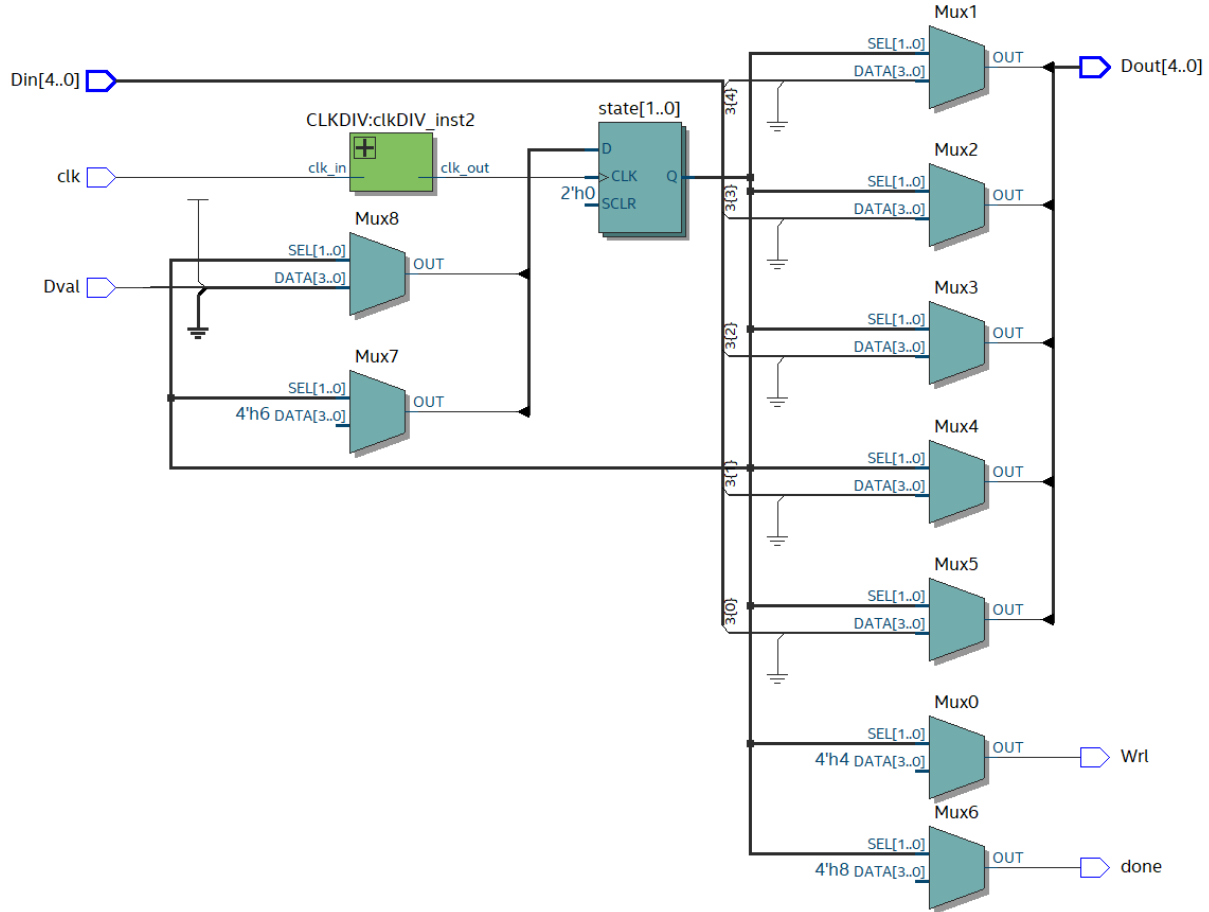 Mux1
SEL[1..0]
DATA[3..0]
OUT
Dout[4..0]
Din[4..0]
3{4}
CLKDIV:clkDIV_inst2
clk_in
clk_out
clk
state[1..0]
D
CLK
Q
2'h0
SCLR
Mux2
SEL[1..0]
DATA[3..0]
OUT
3{3}
Mux8
SEL[1..0]
DATA[3..0]
OUT
Dval
Mux3
SEL[1..0]
DATA[3..0]
OUT
3{2}
Mux7
SEL[1..0]
4'h6 DATA[3..0]
OUT
Mux4
SEL[1..0]
DATA[3..0]
OUT
3{1}
Mux5
SEL[1..0]
DATA[3..0]
OUT
3{0}
Mux0
SEL[1..0]
4'h4 DATA[3..0]
OUT
Wrl
Mux6
SEL[1..0]
4'h8 DATA[3..0]
OUT
done